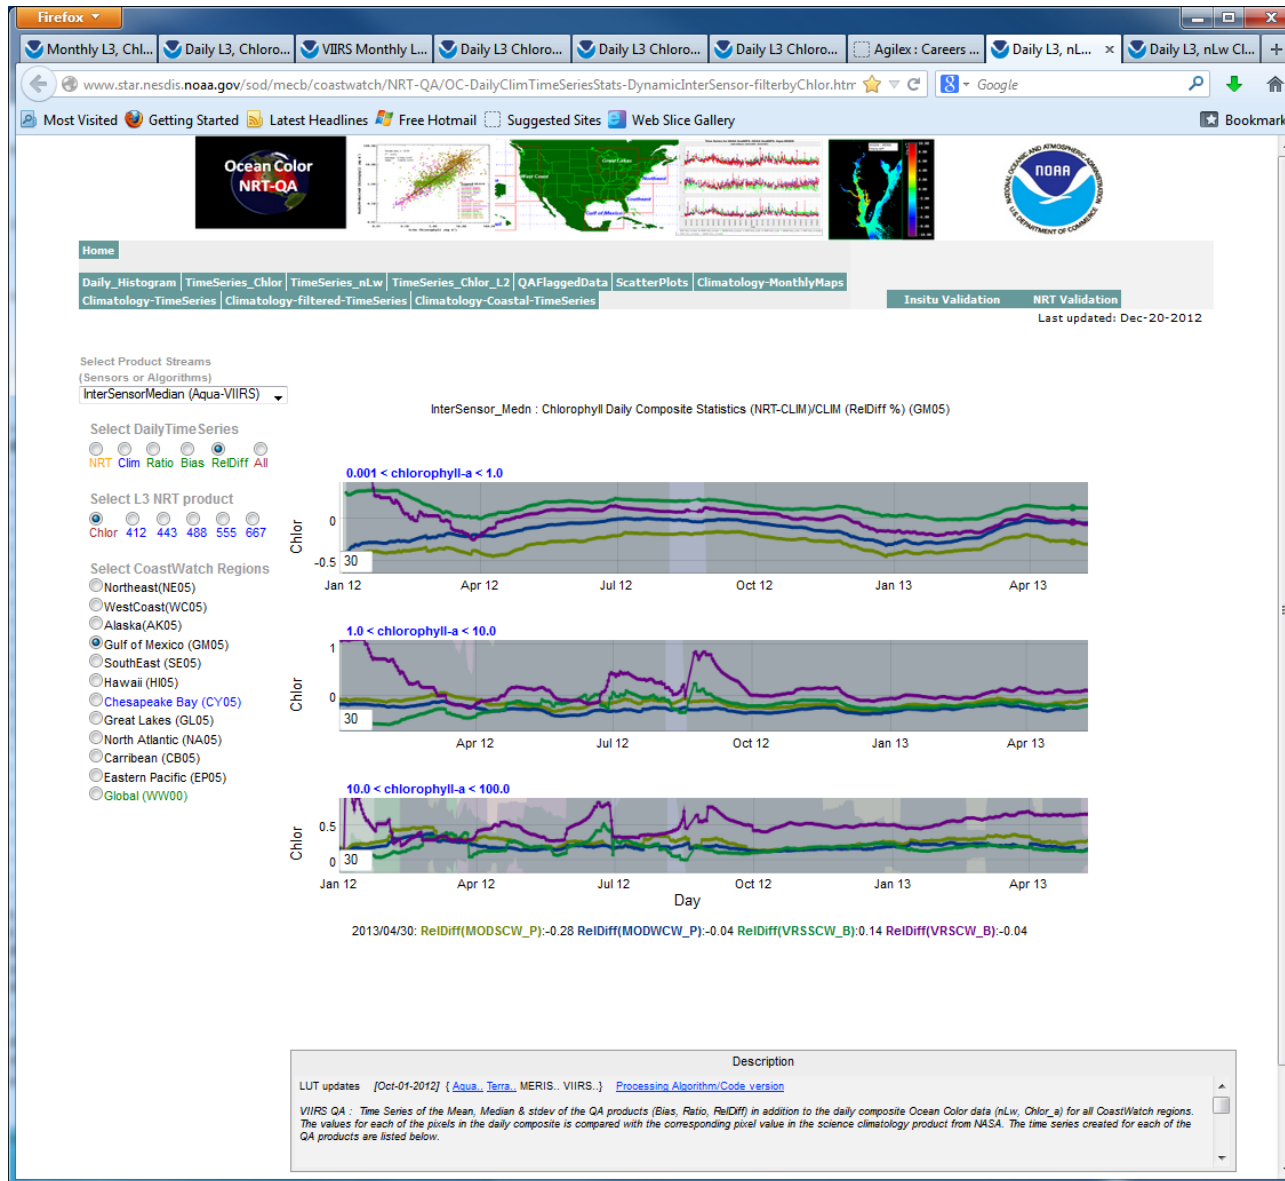 Firefox
Monthly L3, Chl...
Daily L3, Chloro...
VIIRS Monthly L...
Daily L3 Chloro...
Daily L3 Chloro...
Daily L3 Chloro...
Agilex : Careers ...
Daily L3, nL...
Daily L3, nLw Cl...
www.star.nesdis.noaa.gov/sod/mecb/coastwatch/NRT-QA/OC-DailyClimTimeSeriesStats-DynamicInterSensor-filterbyChlor.htm
Google
Most Visited Getting Started Latest Headlines Free Hotmail Suggested Sites Web Slice Gallery Bookmark
Ocean Color
NRT-QA
West Coast
Great Lakes
Northeast
Southeast
Gulf of Mexico
NATIONAL OCEANIC AND ATMOSPHERIC ADMINISTRATION
NOAA
U.S. DEPARTMENT OF COMMERCE
Home
Daily_Histogram TimeSeries_Chlor TimeSeries_nLw TimeSeries_Chlor_L2 QAFlaggedData ScatterPlots Climatology-MonthlyMaps
Climatology-TimeSeries Climatology-filtered-TimeSeries Climatology-Coastal-TimeSeries
Insitu Validation NRT Validation
Last updated: Dec-20-2012
Select Product Streams
(Sensors or Algorithms)
InterSensorMedian (Aqua-VIIRS)
Select DailyTimeSeries
NRT Clim Ratio Bias RelDiff All
Select L3 NRT product
Chlor 412 443 488 555 667
Select CoastWatch Regions
Northeast(NE05)
WestCoast(WC05)
Alaska(AK05)
Gulf of Mexico (GM05)
SouthEast (SE05)
Hawaii (HI05)
Chesapeake Bay (CY05)
Great Lakes (GL05)
North Atlantic (NA05)
Carribean (CB05)
Eastern Pacific (EP05)
Global (WW00)
InterSensor_Medn : Chlorophyll Daily Composite Statistics (NRT-CLIM)/CLIM (RelDiff %) (GM05)
0.001 < chlorophyll-a < 1.0
Chlor
0
-0.5
30
Jan 12 Apr 12 Jul 12 Oct 12 Jan 13 Apr 13
1.0 < chlorophyll-a < 10.0
Chlor
1
0
30
Apr 12 Jul 12 Oct 12 Jan 13 Apr 13
10.0 < chlorophyll-a < 100.0
Chlor
0.5
0
30
Jan 12 Apr 12 Jul 12 Oct 12 Jan 13 Apr 13
Day
2013/04/30: RelDiff(MODSCW_P):-0.28 RelDiff(MODWCW_P):-0.04 RelDiff(VRSSCW_B):0.14 RelDiff(VRSCW_B):-0.04
Description
LUT updates [Oct-01-2012] { Aqua.. Terra.. MERIS.. VIIRS..} Processing Algorithm/Code version
VIIRS QA : Time Series of the Mean, Median & stdev of the QA products (Bias, Ratio, RelDiff) in addition to the daily composite Ocean Color data (nLw, Chlor_a) for all CoastWatch regions.
The values for each of the pixels in the daily composite is compared with the corresponding pixel value in the science climatology product from NASA. The time series created for each of the
QA products are listed below.